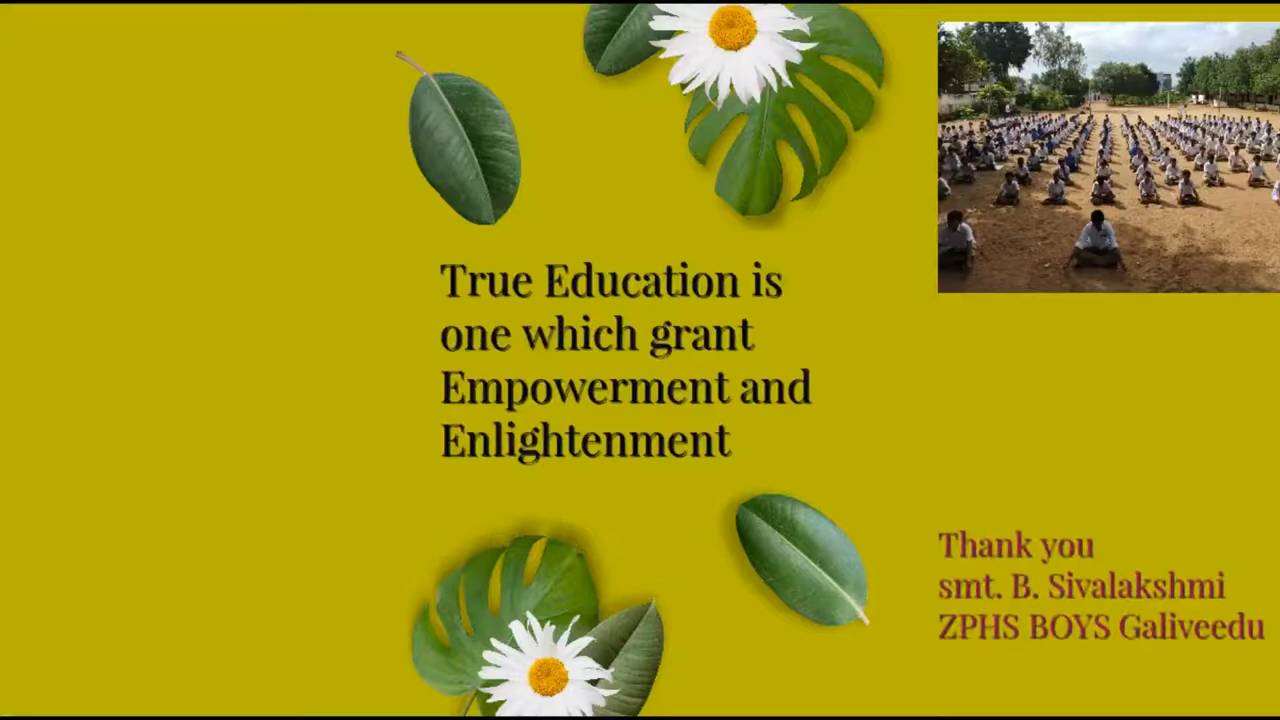 True Education is
one which grant
Empowerment and
Enlightenment
Thank you
smt. B. Sivalakshmi
ZPHS BOYS Galiveedu